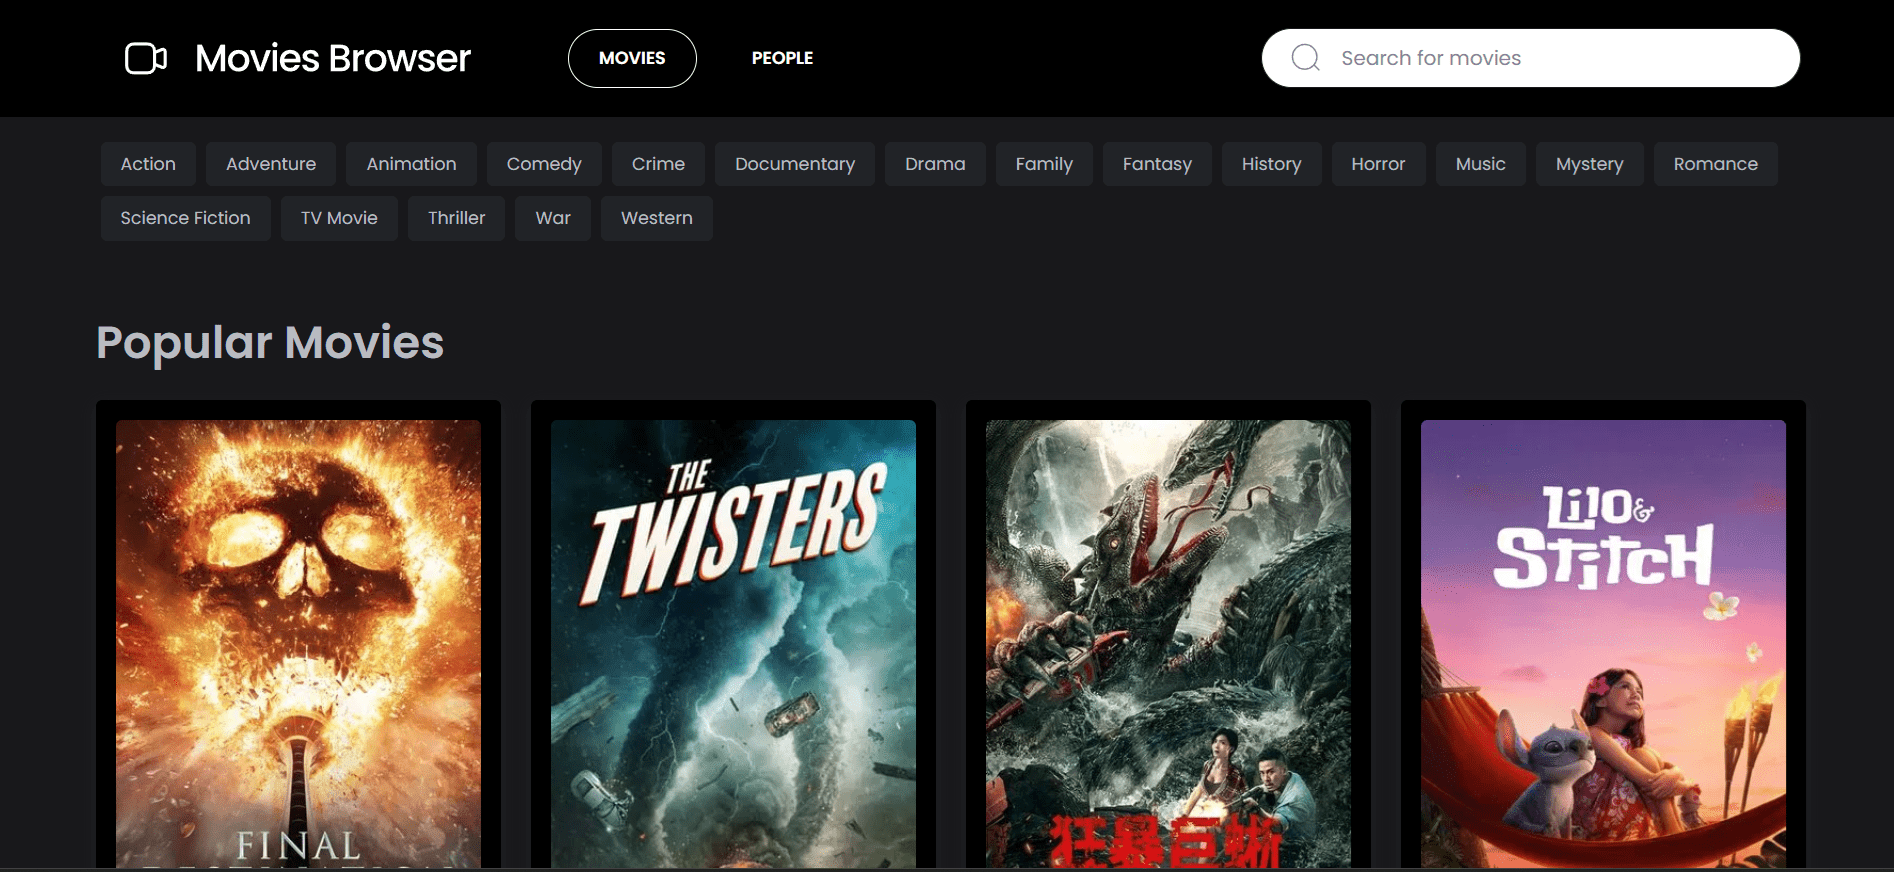 Movies Browser MOVIES PEOPLE Search for movies
Action Adventure Animation Comedy Crime Documentary Drama Family Fantasy History Horror Music Mystery Romance
Science Fiction TV Movie Thriller War Western
Popular Movies
THE
TWISTERS
LiLO &
STITCH
狂暴巨蜥
FINAL